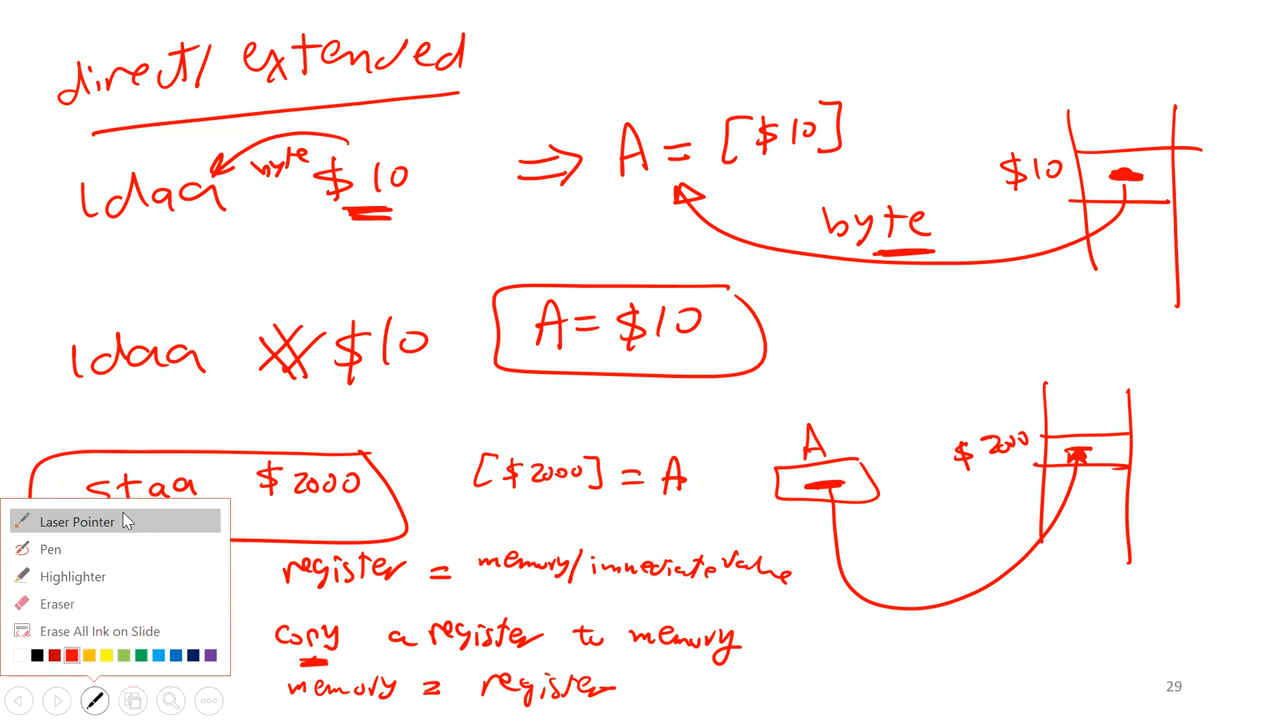 direct/ extended
ldaa byte $10 ⇒ A = [$10]
$10
byte
ldaa #$10 A = $10
A
$2000
staa $2000 [$2000] = A
Laser Pointer
Pen
Highlighter
Eraser
Erase All Ink on Slide
register = memory/immediate value
copy a register to memory
memory = register
29